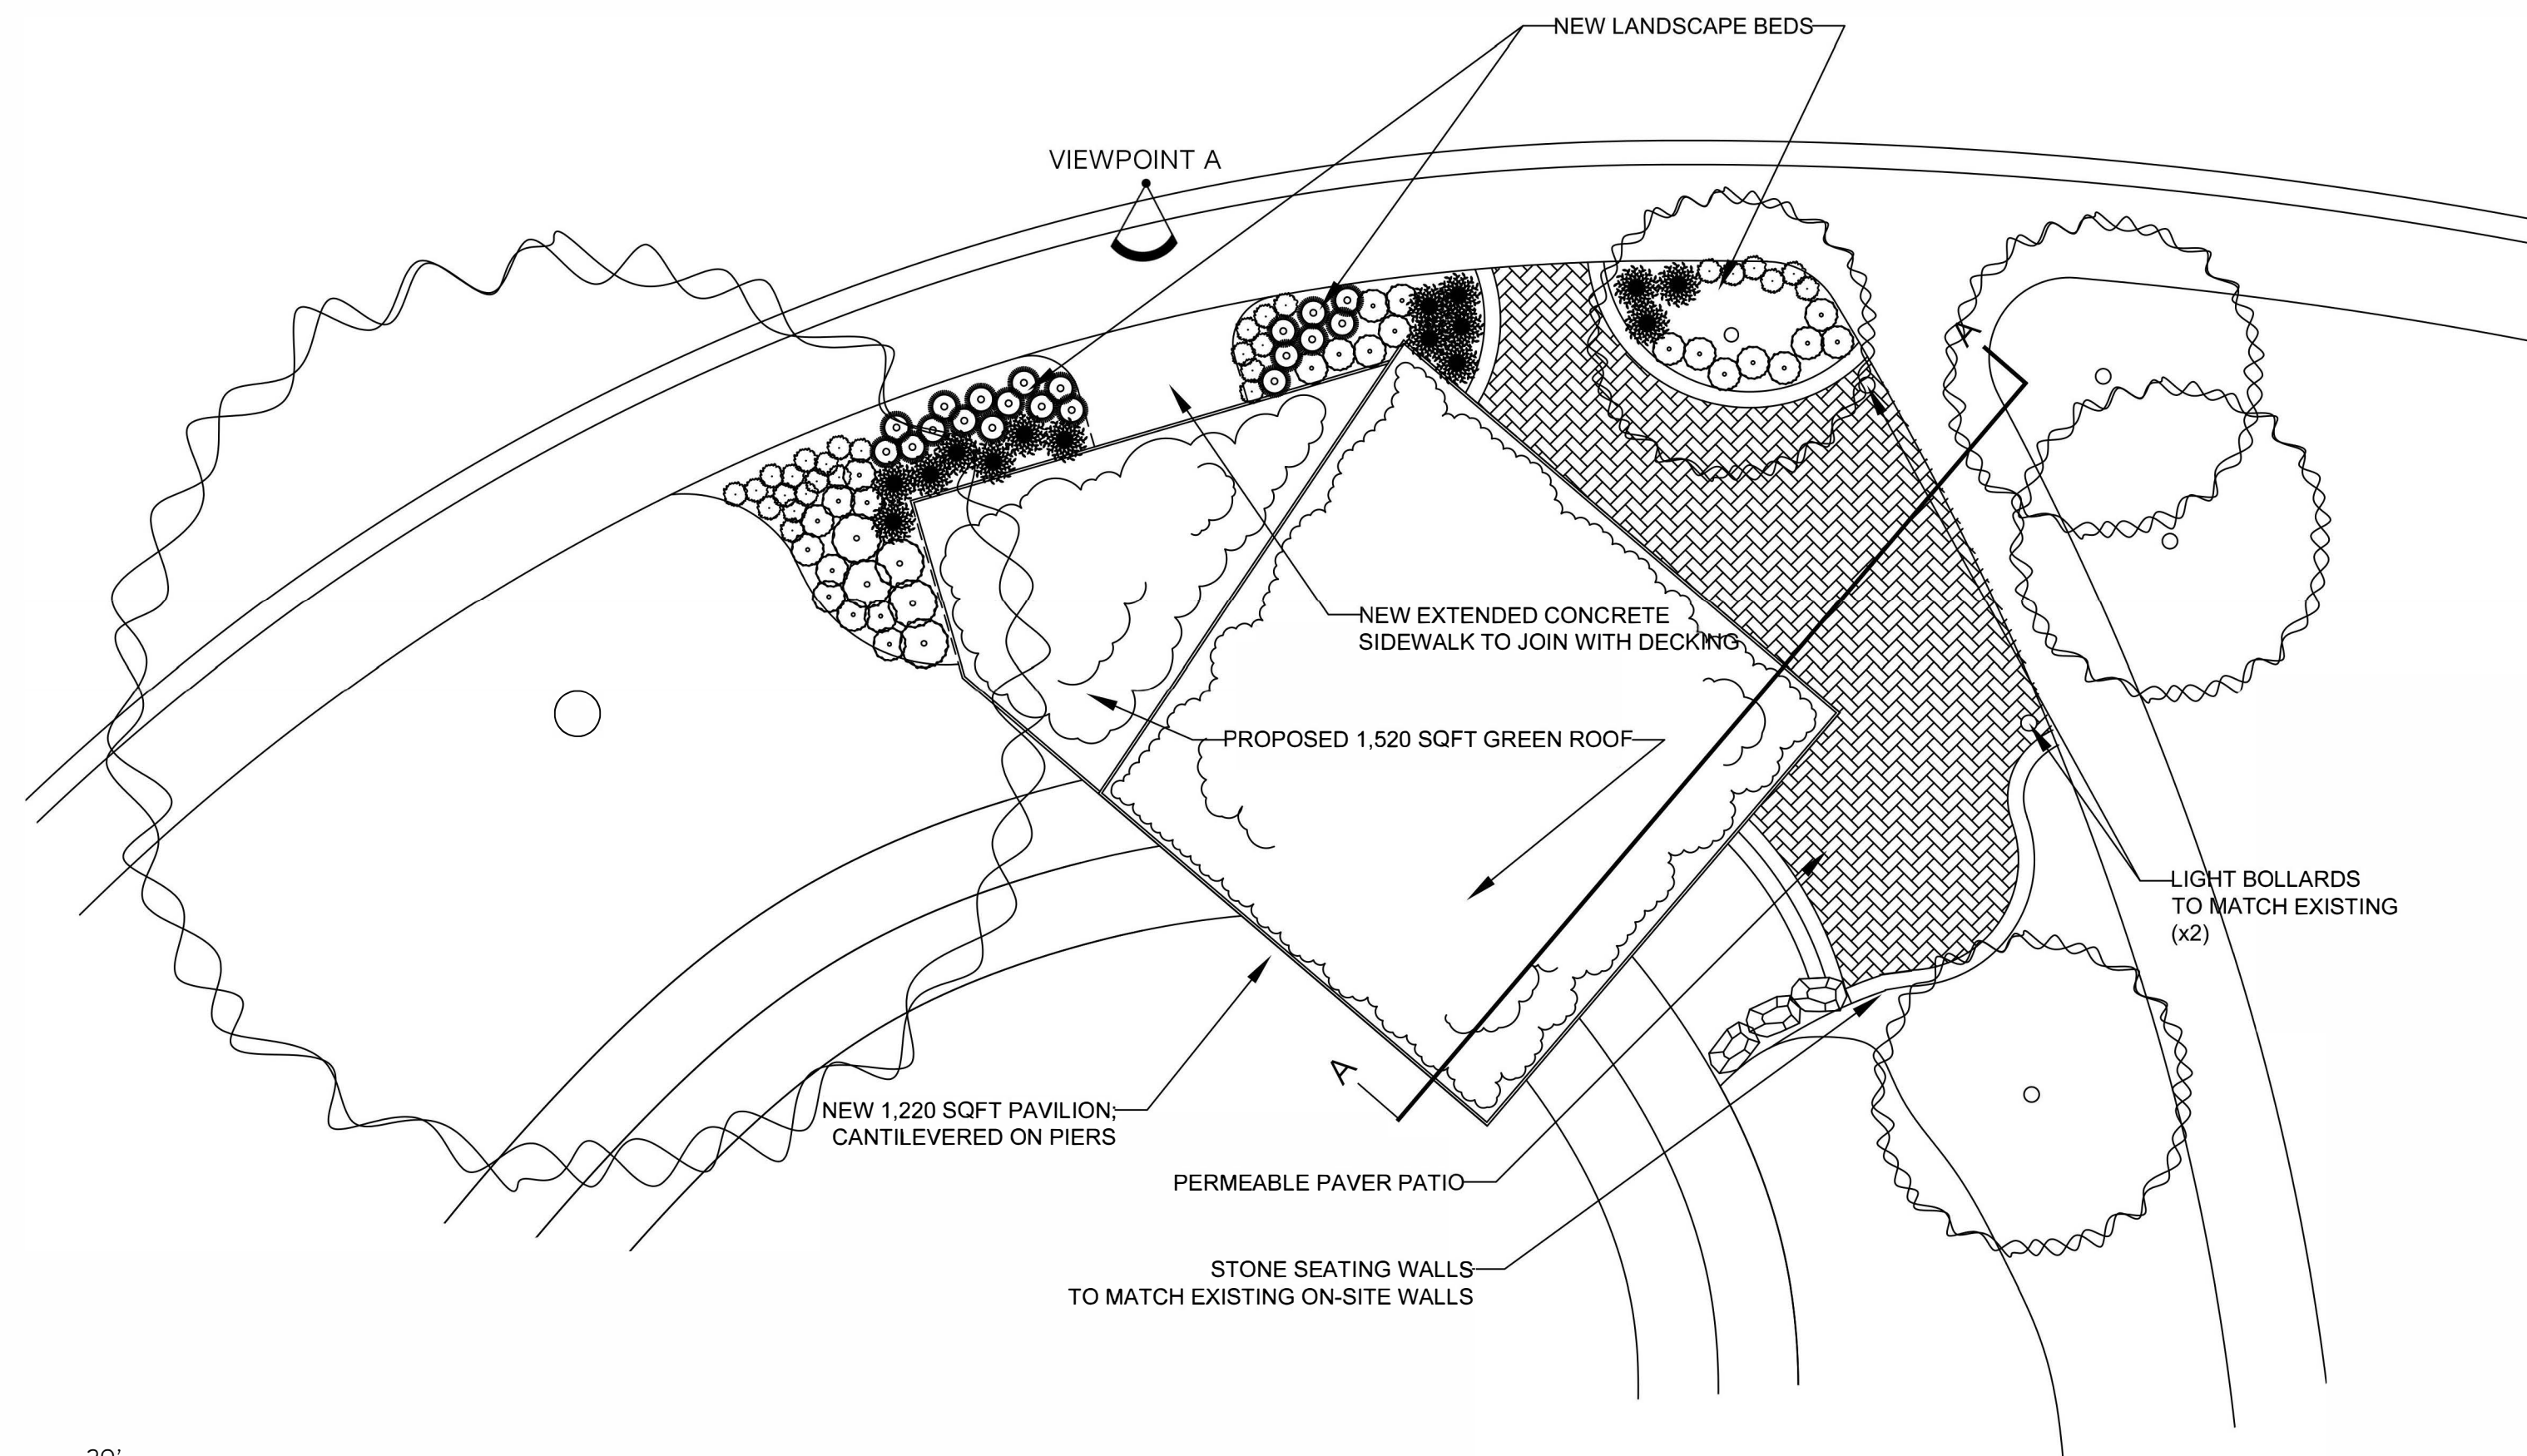 NEW LANDSCAPE BEDS
VIEWPOINT A
A
NEW EXTENDED CONCRETE
SIDEWALK TO JOIN WITH DECKING
PROPOSED 1,520 SQFT GREEN ROOF
LIGHT BOLLARDS
TO MATCH EXISTING
(x2)
A
NEW 1,220 SQFT PAVILION;
CANTILEVERED ON PIERS
PERMEABLE PAVER PATIO
STONE SEATING WALLS
TO MATCH EXISTING ON-SITE WALLS